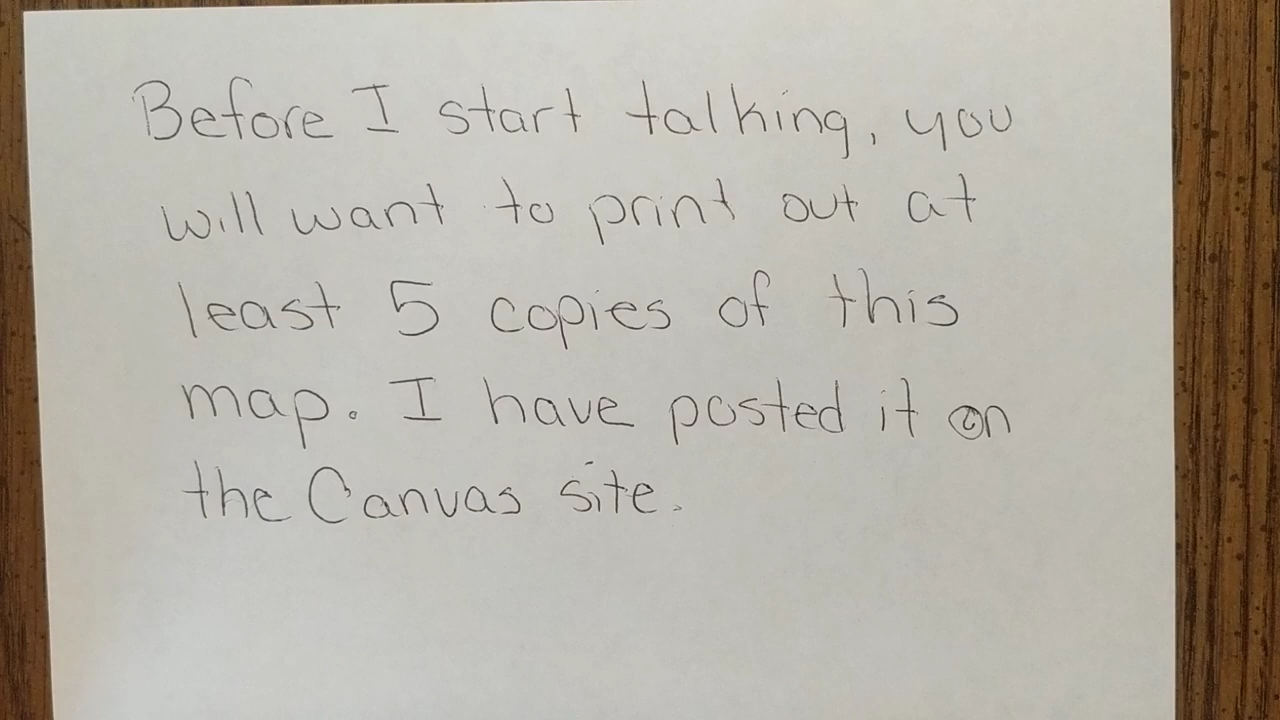 Before I start talking, you
will want to print out at
least 5 copies of this
map. I have posted it on
the Canvas site.